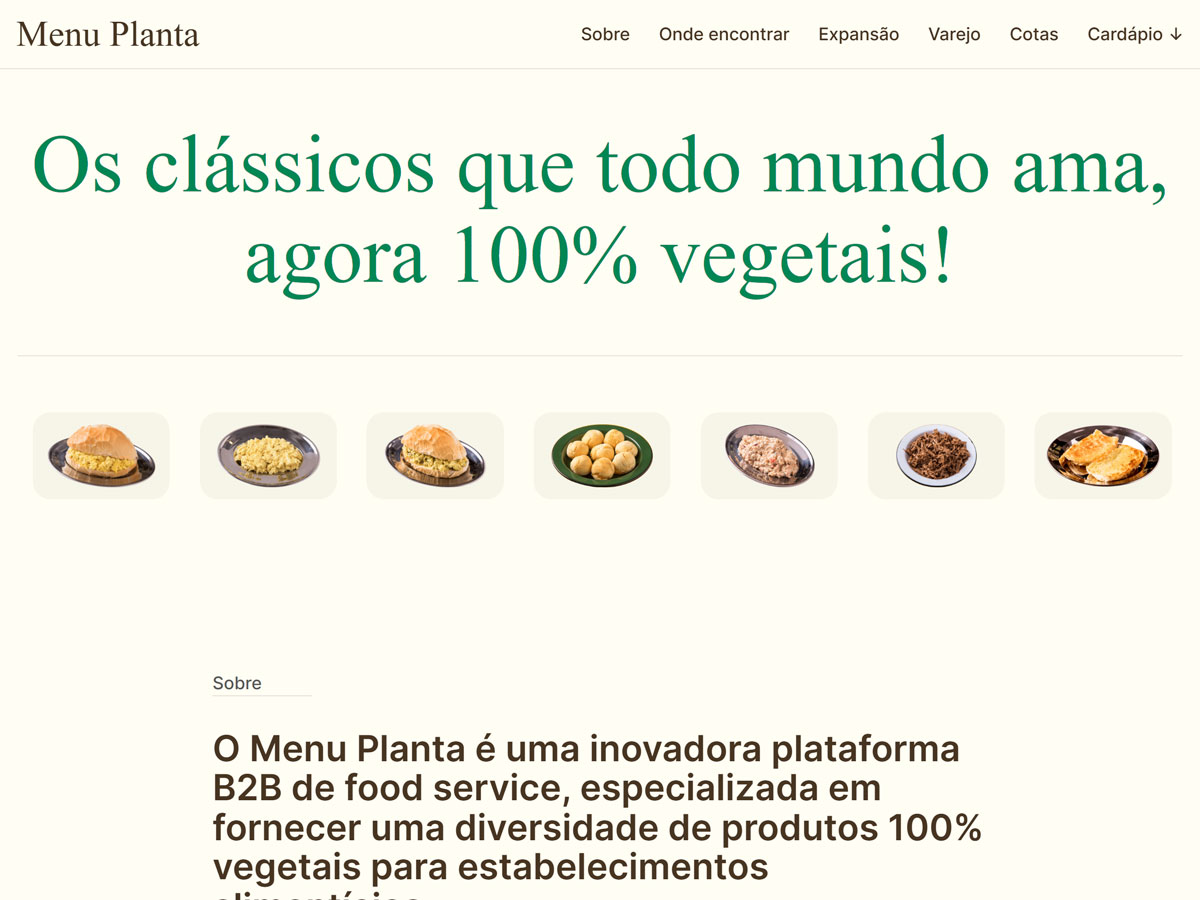 Menu Planta
Sobre
Onde encontrar
Expansão
Varejo
Cotas
Cardápio ↓
Os clássicos que todo mundo ama,
agora 100% vegetais!
Sobre
O Menu Planta é uma inovadora plataforma
B2B de food service, especializada em
fornecer uma diversidade de produtos 100%
vegetais para estabelecimentos